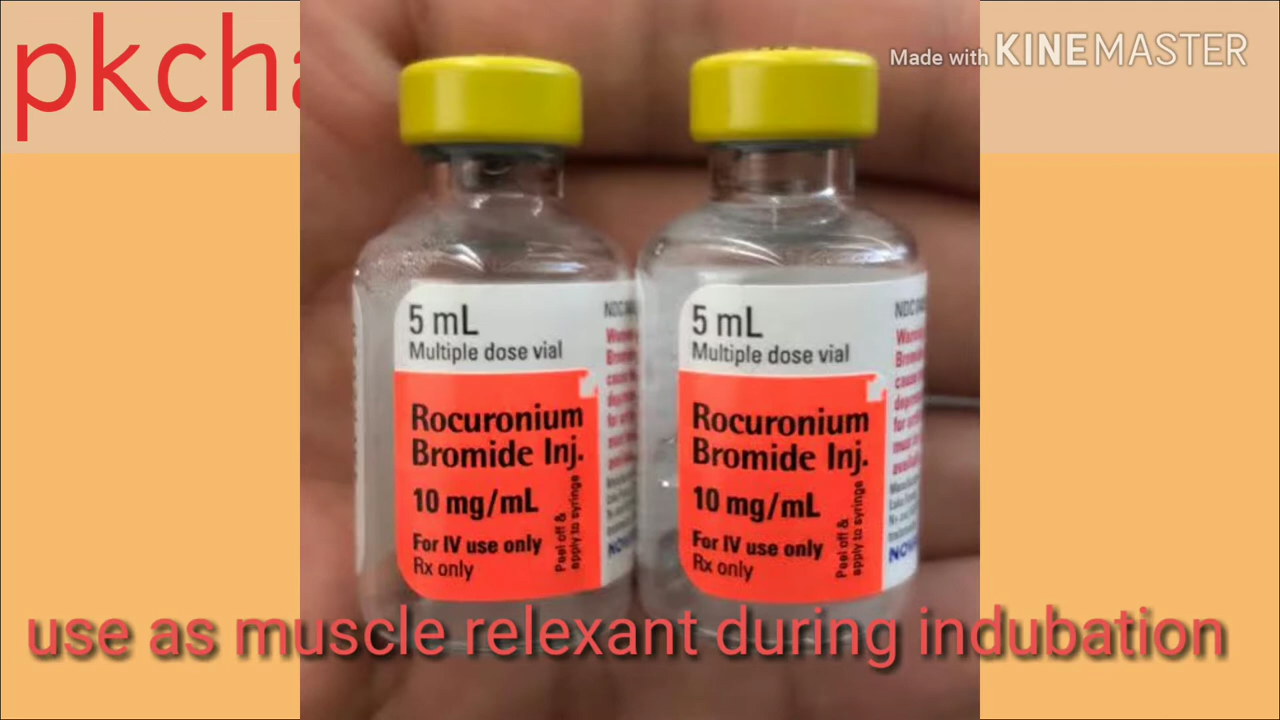 pkch
Made with KINEMASTER
5 mL
Multiple dose vial
Rocuronium
Bromide Inj.
10 mg/mL
For IV use only
Rx only
Peel off &
apply to syringe
5 mL
Multiple dose vial
Rocuronium
Bromide Inj.
10 mg/mL
For IV use only
Rx only
Peel off &
apply to syringe
NDC
use as muscle relexant during indubation